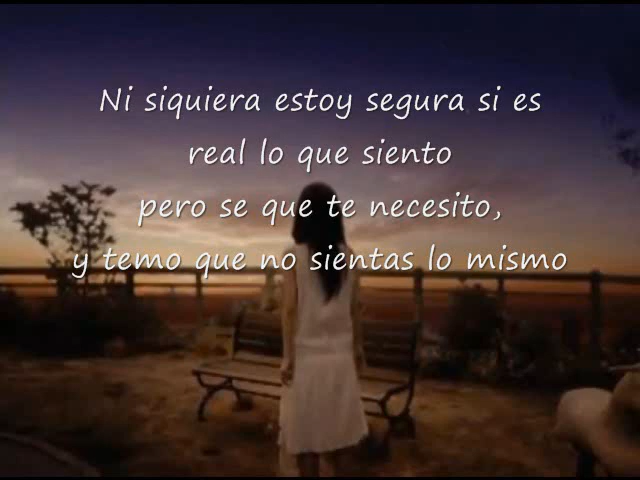 Ni siquiera estoy segura si es
real lo que siento
pero se que te necesito,
y temo que no sientas lo mismo